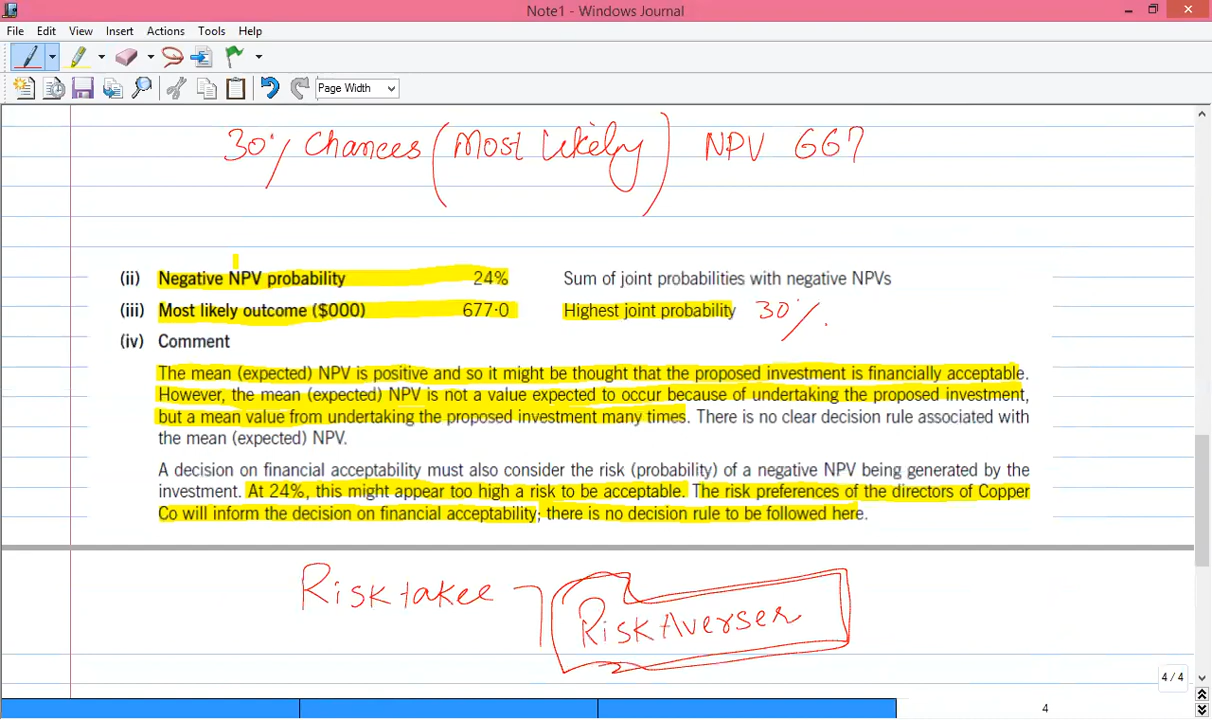 Note1 - Windows Journal
File Edit View Insert Actions Tools Help
Page Width
30% Chances (Most Likely) NPV 667
(ii) Negative NPV probability 24% Sum of joint probabilities with negative NPVs
(iii) Most likely outcome ($000) 677·0 Highest joint probability 30%.
(iv) Comment
The mean (expected) NPV is positive and so it might be thought that the proposed investment is financially acceptable.
However, the mean (expected) NPV is not a value expected to occur because of undertaking the proposed investment,
but a mean value from undertaking the proposed investment many times. There is no clear decision rule associated with
the mean (expected) NPV.
A decision on financial acceptability must also consider the risk (probability) of a negative NPV being generated by the
investment. At 24%, this might appear too high a risk to be acceptable. The risk preferences of the directors of Copper
Co will inform the decision on financial acceptability; there is no decision rule to be followed here.
Risk taker
Risk Averser
4 / 4
4